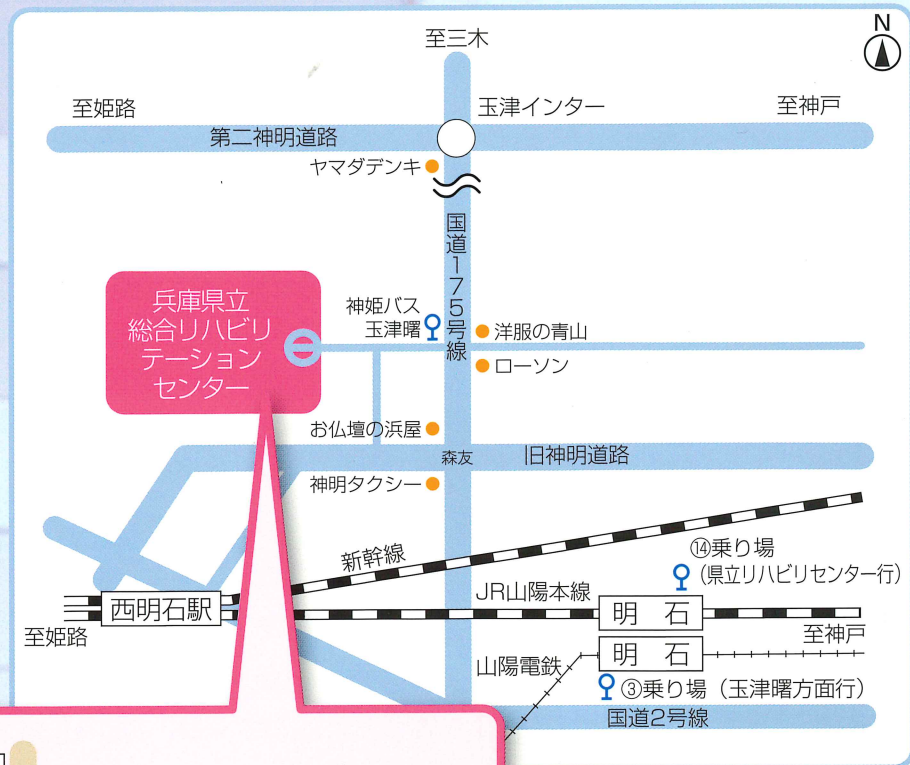 至三木
N
至姫路
玉津インター
至神戸
第二神明道路
ヤマダデンキ
国道175号線
兵庫県立
総合リハビリ
テーション
センター
神姫バス
玉津曙
洋服の青山
ローソン
お仏壇の浜屋
森友
旧神明道路
神明タクシー
新幹線
⑭乗り場
(県立リハビリセンター行)
JR山陽本線
西明石駅
明 石
至姫路
至神戸
明 石
山陽電鉄
③乗り場(玉津曙方面行)
国道2号線